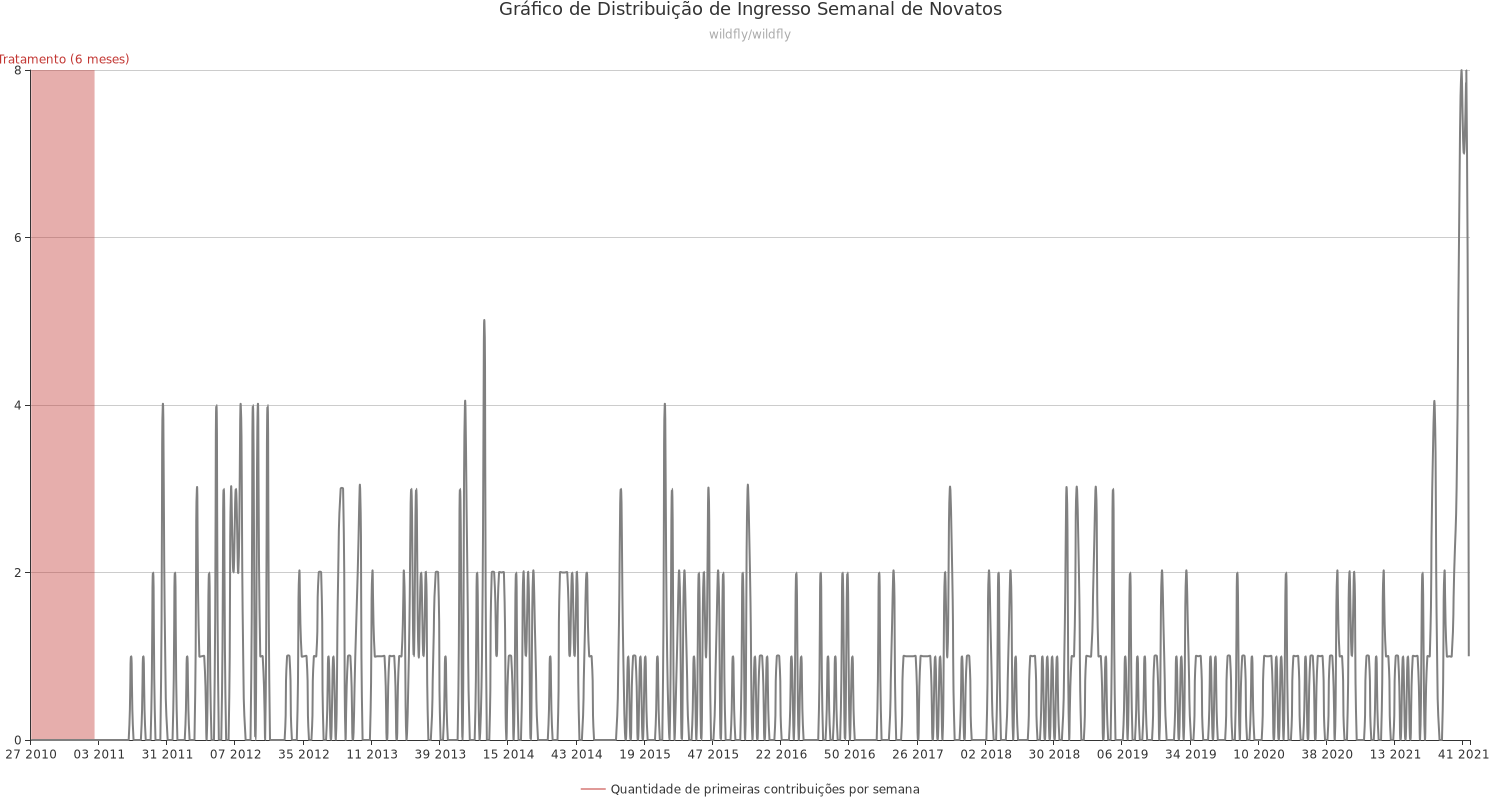 Gráfico de Distribuição de Ingresso Semanal de Novatos
wildfly/wildfly
Tratamento (6 meses)
8
6
4
2
0
27 2010 03 2011 31 2011 07 2012 35 2012 11 2013 39 2013 15 2014 43 2014 19 2015 47 2015 22 2016 50 2016 26 2017 02 2018 30 2018 06 2019 34 2019 10 2020 38 2020 13 2021 41 2021
Quantidade de primeiras contribuições por semana